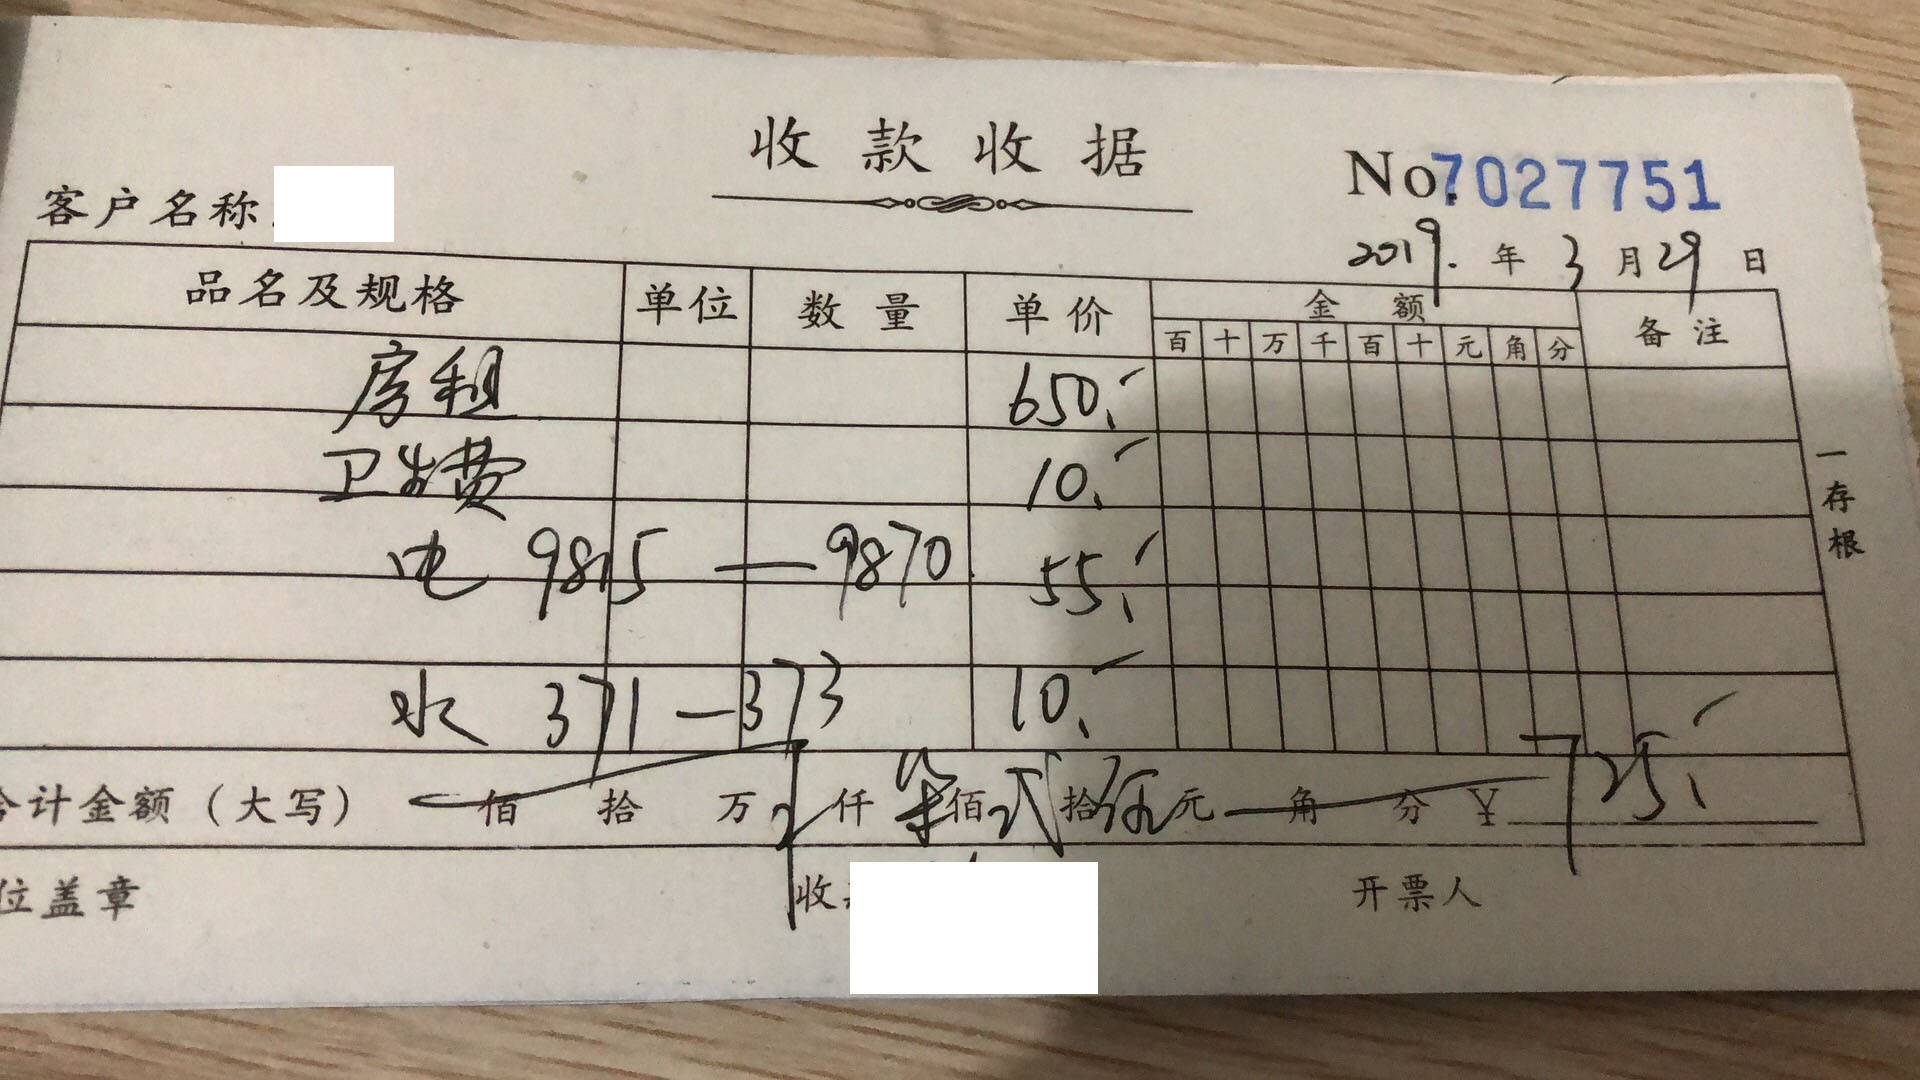 收款收据
No.7027751
客户名称
2019.年3月29日
品名及规格 单位 数量 单价 金额 备注
百 十 万 千 百 十 元 角 分
房租 650.
卫生费 10.
电 9815 — 9870 55.
水 371 — 373 10.
一存根
合计金额（大写） 佰 拾 万 仟 柒佰 拾伍元 角 分 ¥ 725.
位盖章 收 开票人